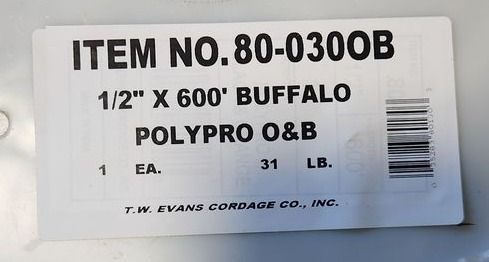 ITEM NO. 80-030OB
1/2" X 600' BUFFALO
POLYPRO O&B
1 EA. 31 LB.
T.W. EVANS CORDAGE CO., INC.